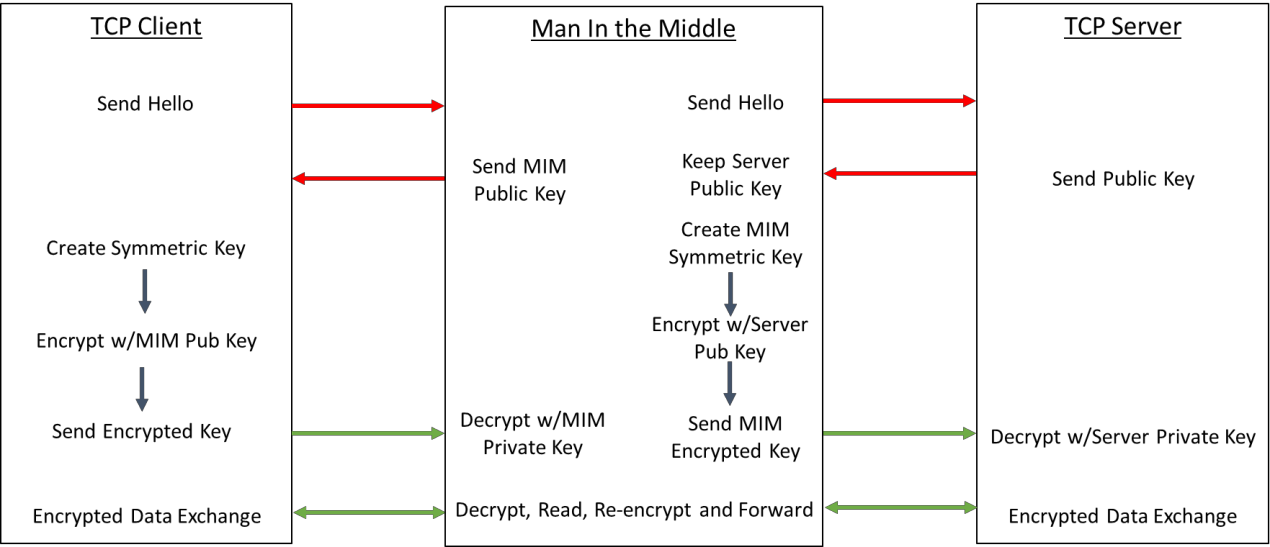 TCP Client
Send Hello
Create Symmetric Key
Encrypt w/MIM Pub Key
Send Encrypted Key
Encrypted Data Exchange
Man In the Middle
Send MIM
Public Key
Decrypt w/MIM
Private Key
Send Hello
Keep Server
Public Key
Create MIM
Symmetric Key
Encrypt w/Server
Pub Key
Send MIM
Encrypted Key
Decrypt, Read, Re-encrypt and Forward
TCP Server
Send Public Key
Decrypt w/Server Private Key
Encrypted Data Exchange